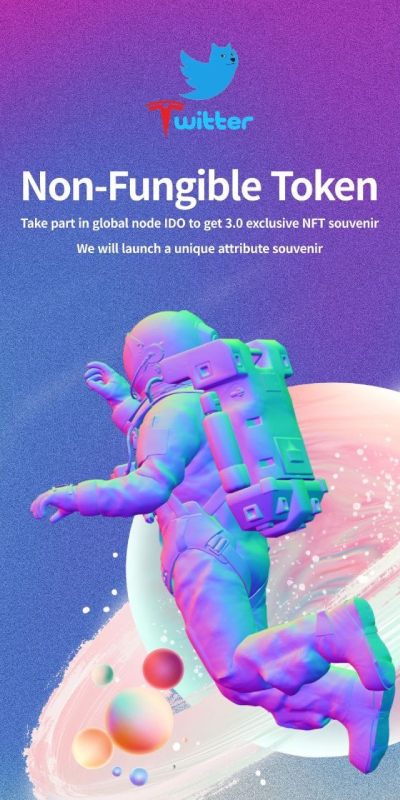 Twitter
Non-Fungible Token
Take part in global node IDO to get 3.0 exclusive NFT souvenir
We will launch a unique attribute souvenir